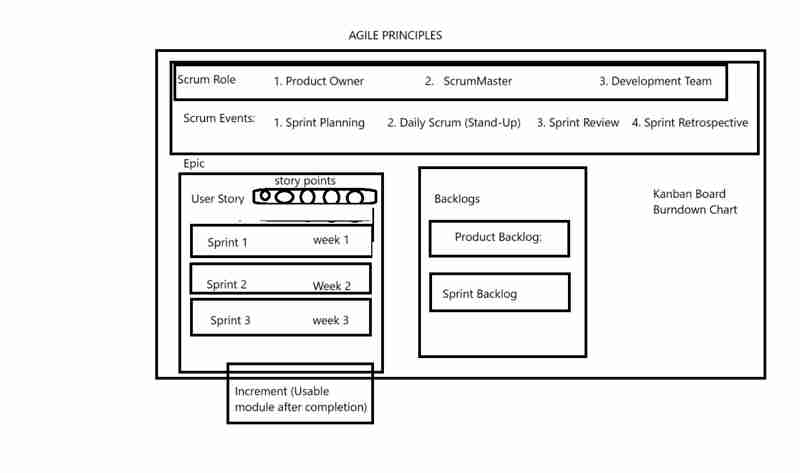 AGILE PRINCIPLES
Scrum Role 1. Product Owner 2. ScrumMaster 3. Development Team
Scrum Events: 1. Sprint Planning 2. Daily Scrum (Stand-Up) 3. Sprint Review 4. Sprint Retrospective
Epic
story points
User Story
Sprint 1 week 1
Sprint 2 Week 2
Sprint 3 week 3
Increment (Usable
module after completion)
Backlogs
Product Backlog:
Sprint Backlog
Kanban Board
Burndown Chart